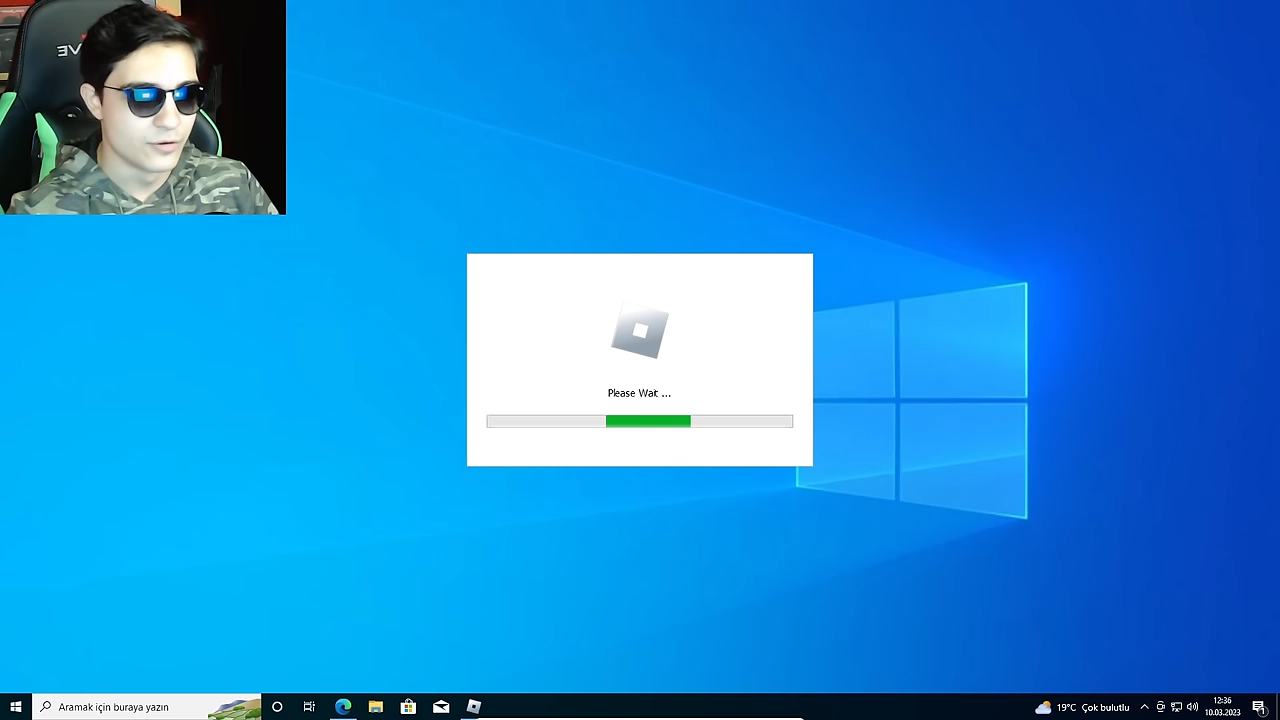 Please Wait ...
Aramak için buraya yazın
19°C Çok bulutlu
12:36
10.03.2023